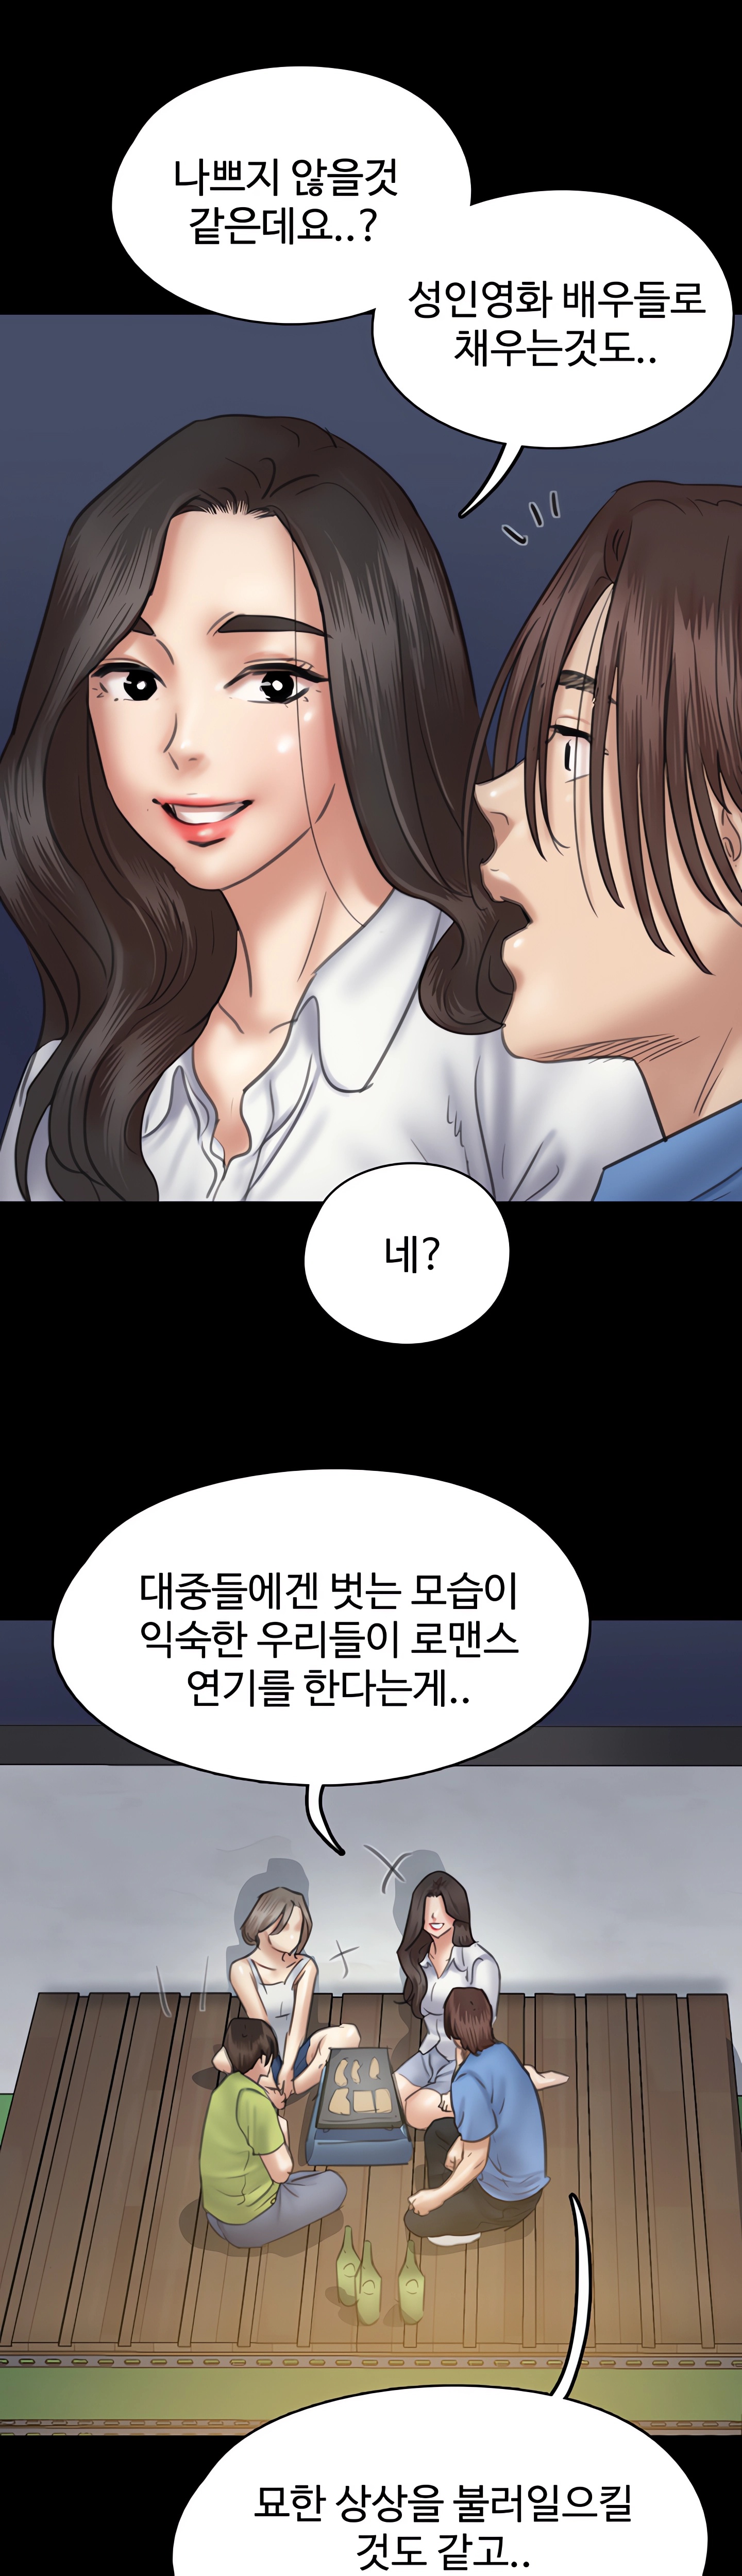 나쁘지 않을것
같은데요..?
성인영화 배우들로
채우는것도..
네?
대중들에겐 벗는 모습이
익숙한 우리들이 로맨스
연기를 한다는게..
묘한 상상을 불러일으킬
것도 같고..